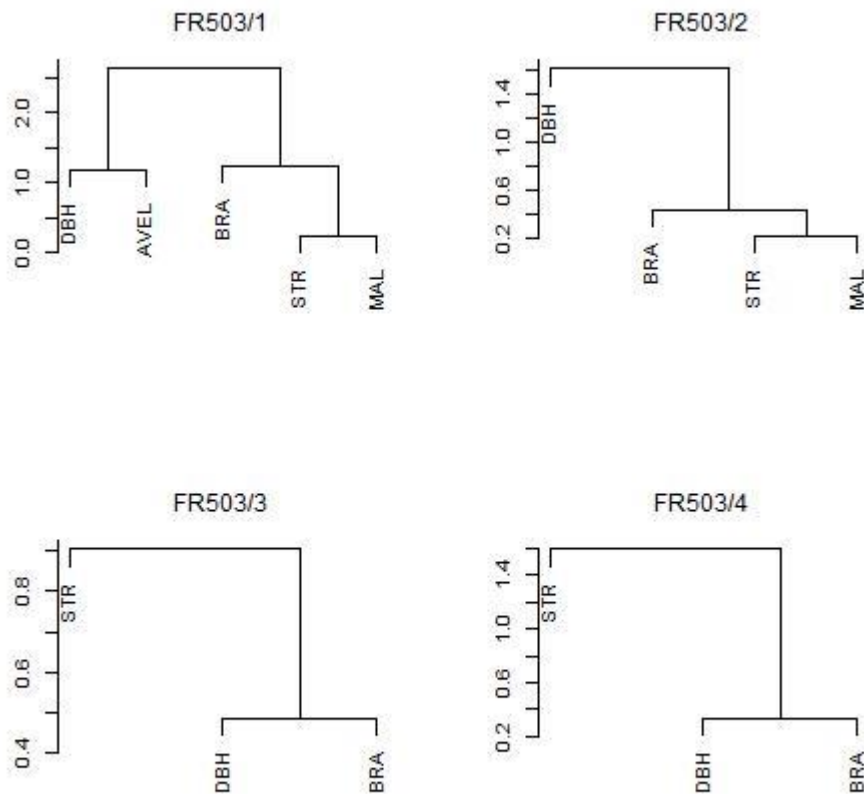 FR503/1
2.0
1.0
0.0
DBH
AVEL
BRA
STR
MAL
FR503/2
1.4
1.0
0.6
0.2
DBH
BRA
STR
MAL
FR503/3
0.8
0.6
0.4
STR
DBH
BRA
FR503/4
1.4
1.0
0.6
0.2
STR
DBH
BRA